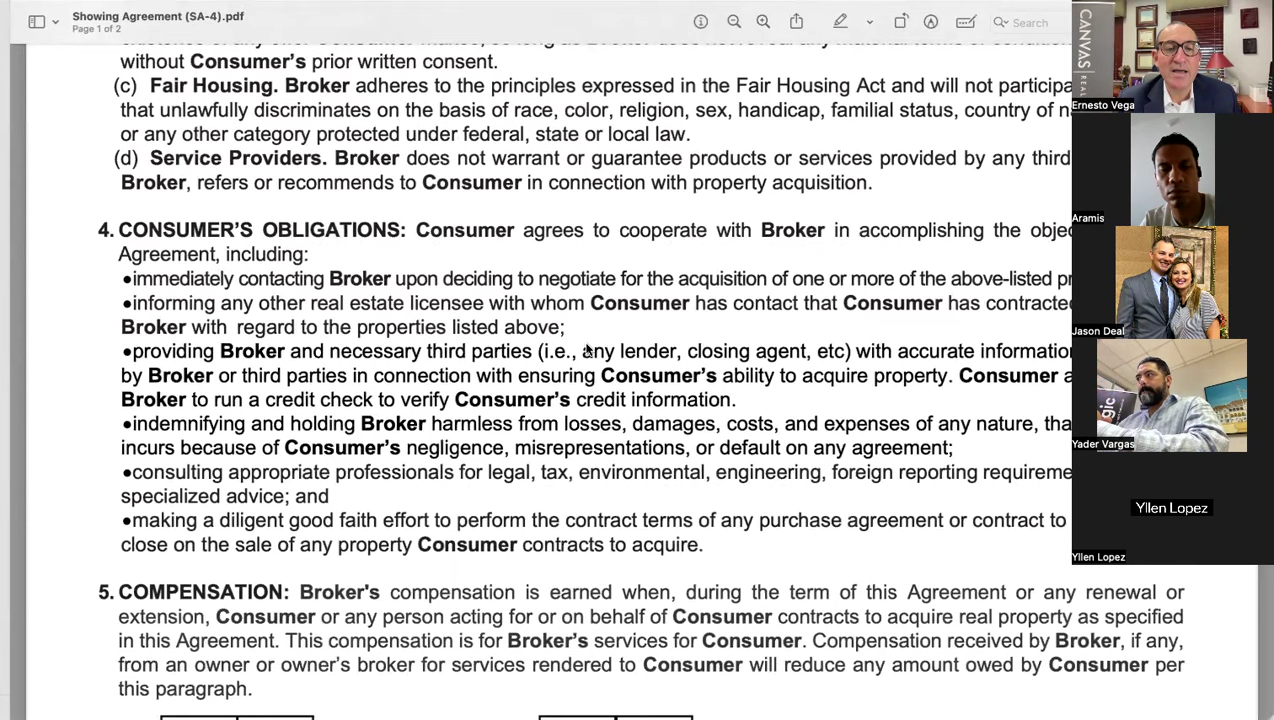 Showing Agreement (SA-4).pdf
Page 1 of 2
Search
without Consumer's prior written consent.
(c) Fair Housing. Broker adheres to the principles expressed in the Fair Housing Act and will not participa
that unlawfully discriminates on the basis of race, color, religion, sex, handicap, familial status, country of n
or any other category protected under federal, state or local law.
(d) Service Providers. Broker does not warrant or guarantee products or services provided by any third
Broker, refers or recommends to Consumer in connection with property acquisition.
4. CONSUMER'S OBLIGATIONS: Consumer agrees to cooperate with Broker in accomplishing the obje
Agreement, including:
•immediately contacting Broker upon deciding to negotiate for the acquisition of one or more of the above-listed pr
•informing any other real estate licensee with whom Consumer has contact that Consumer has contracte
Broker with regard to the properties listed above;
•providing Broker and necessary third parties (i.e., any lender, closing agent, etc) with accurate informatio
by Broker or third parties in connection with ensuring Consumer's ability to acquire property. Consumer a
Broker to run a credit check to verify Consumer's credit information.
•indemnifying and holding Broker harmless from losses, damages, costs, and expenses of any nature, tha
incurs because of Consumer's negligence, misrepresentations, or default on any agreement;
•consulting appropriate professionals for legal, tax, environmental, engineering, foreign reporting requireme
specialized advice; and
•making a diligent good faith effort to perform the contract terms of any purchase agreement or contract to
close on the sale of any property Consumer contracts to acquire.
5. COMPENSATION: Broker's compensation is earned when, during the term of this Agreement or any renewal or
extension, Consumer or any person acting for or on behalf of Consumer contracts to acquire real property as specified
in this Agreement. This compensation is for Broker's services for Consumer. Compensation received by Broker, if any,
from an owner or owner's broker for services rendered to Consumer will reduce any amount owed by Consumer per
this paragraph.
CANVAS
REAL
Ernesto Vega
Aramis
Jason Deal
gic
Yader Vargas
Yllen Lopez
Yllen Lopez